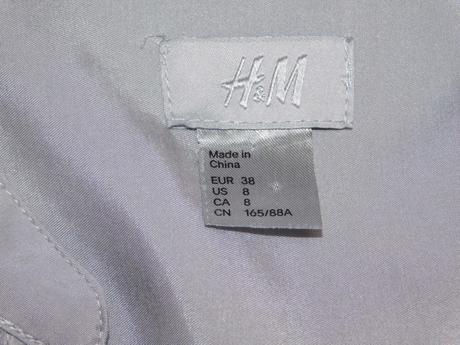 H&M
Made in
China
EUR 38
US 8
CA 8
CN 165/88A